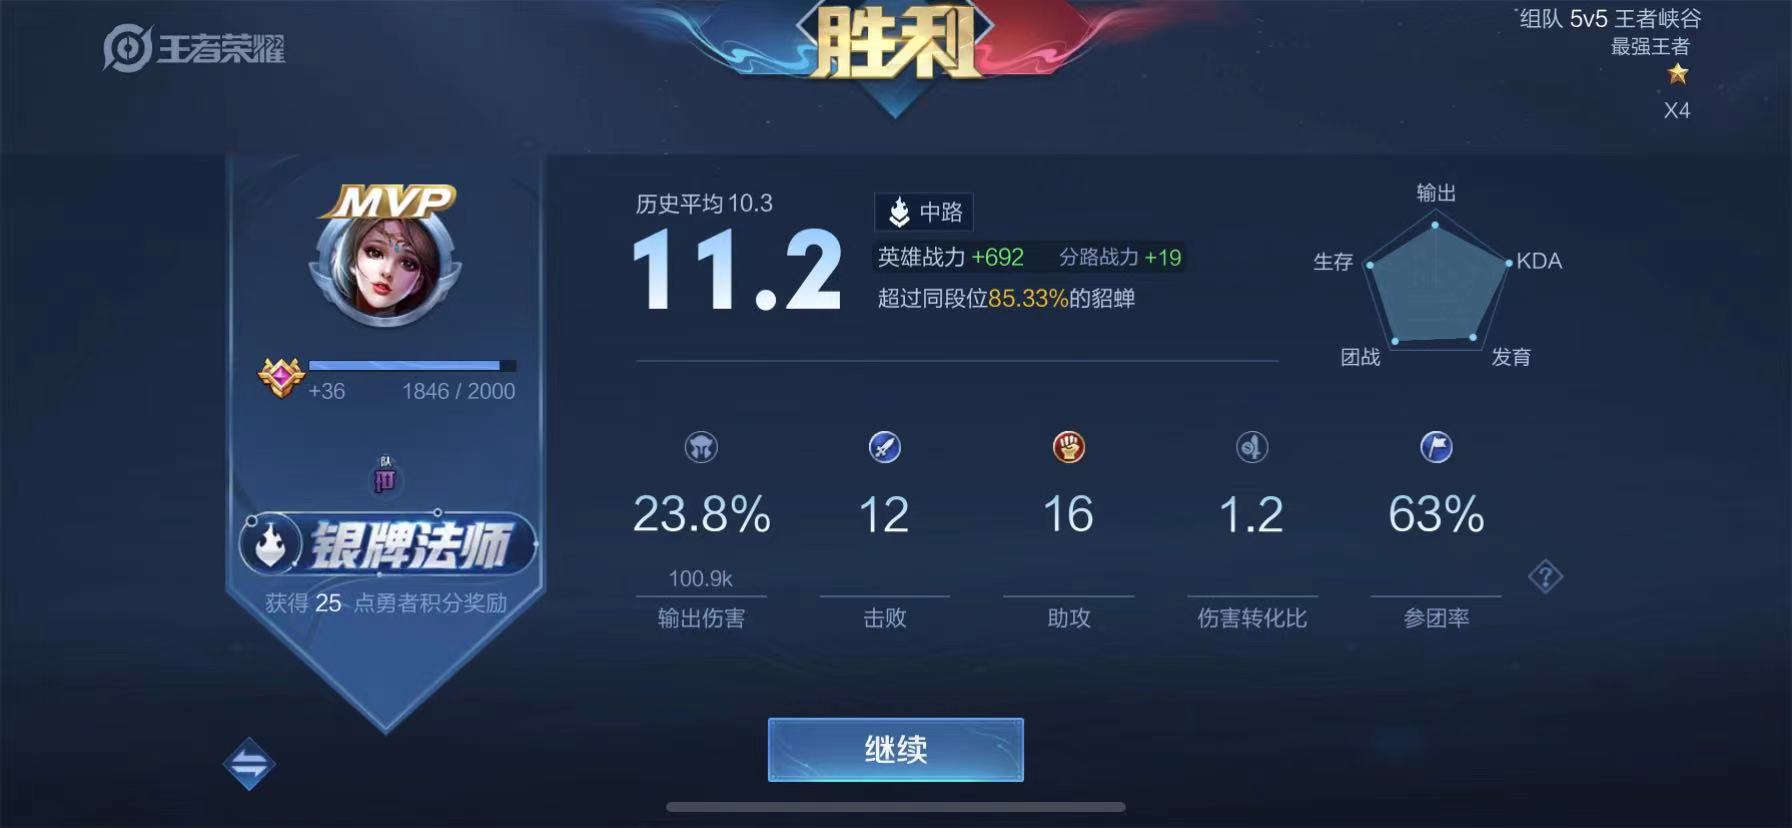 王者荣耀
胜利
组队 5v5 王者峡谷
最强王者
X4
MVP
+36
1846 / 2000
BA
银牌法师
获得 25 点勇者积分奖励
历史平均 10.3
11.2
中路
英雄战力 +692 分路战力 +19
超过同段位85.33%的貂蝉
输出
KDA
发育
团战
生存
23.8%
12
16
1.2
63%
100.9k
输出伤害
击败
助攻
伤害转化比
参团率
?
继续